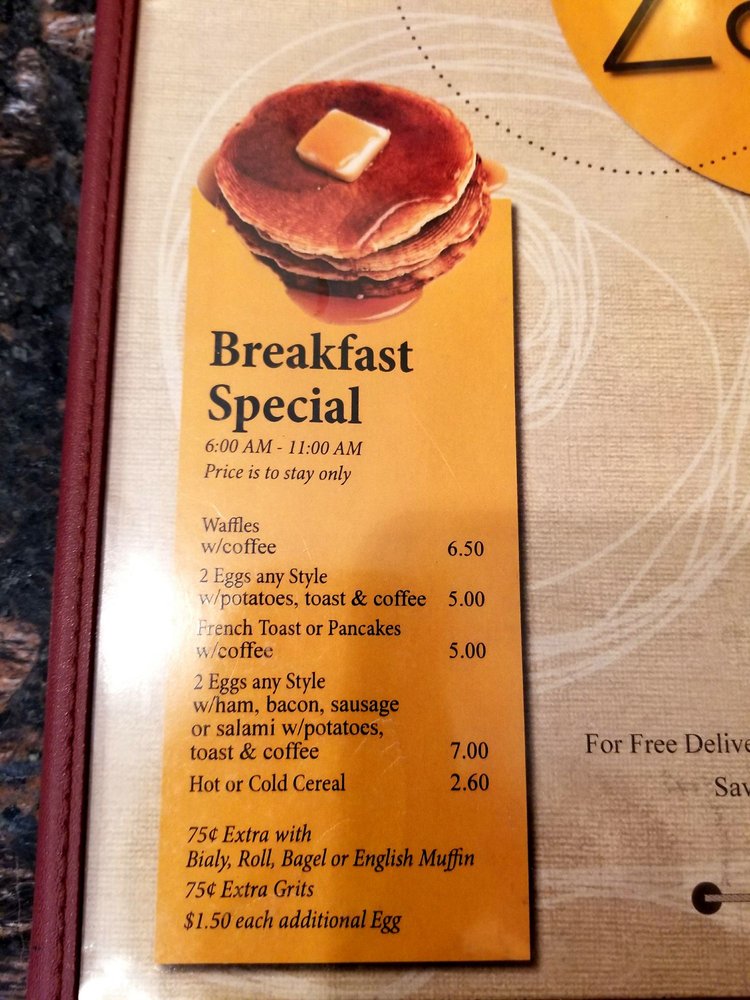 Breakfast
Special
6:00 AM - 11:00 AM
Price is to stay only
Waffles
w/coffee 6.50
2 Eggs any Style
w/potatoes, toast & coffee 5.00
French Toast or Pancakes
w/coffee 5.00
2 Eggs any Style
w/ham, bacon, sausage
or salami w/potatoes,
toast & coffee 7.00
Hot or Cold Cereal 2.60
75¢ Extra with
Bialy, Roll, Bagel or English Muffin
75¢ Extra Grits
$1.50 each additional Egg
For Free